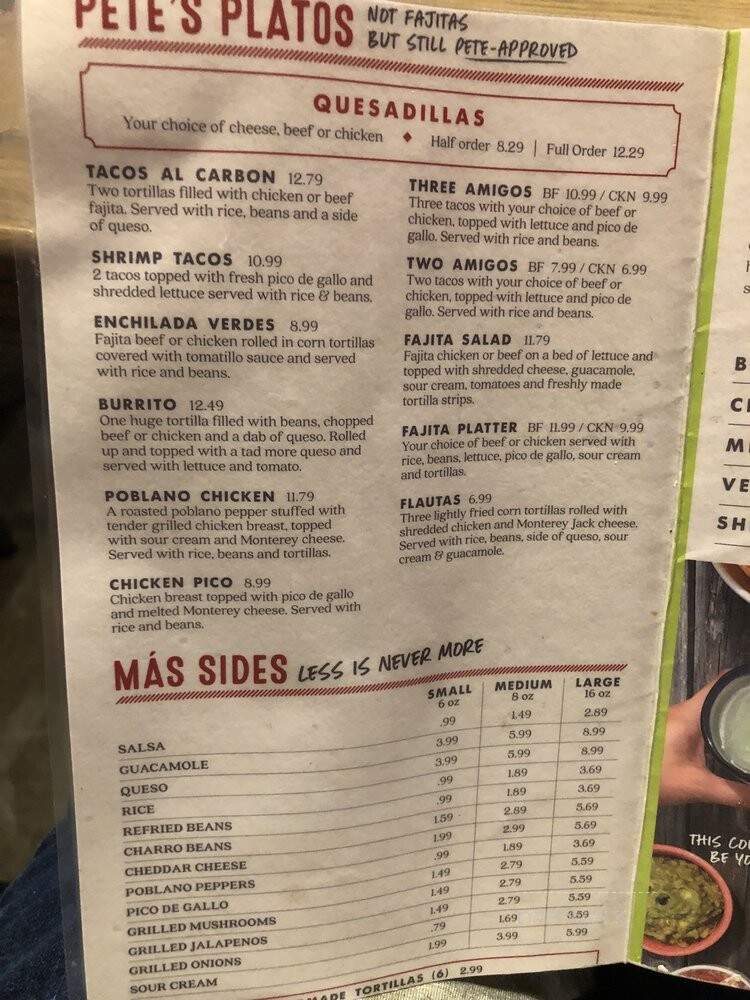 PETE'S PLATOS
NOT FAJITAS
BUT STILL PETE-APPROVED
QUESADILLAS
Your choice of cheese, beef or chicken ♦ Half order 8.29 | Full Order 12.29
TACOS AL CARBON 12.79
Two tortillas filled with chicken or beef
fajita. Served with rice, beans and a side
of queso.
SHRIMP TACOS 10.99
2 tacos topped with fresh pico de gallo and
shredded lettuce served with rice & beans.
ENCHILADA VERDES 8.99
Fajita beef or chicken rolled in corn tortillas
covered with tomatillo sauce and served
with rice and beans.
BURRITO 12.49
One huge tortilla filled with beans, chopped
beef or chicken and a dab of queso. Rolled
up and topped with a tad more queso and
served with lettuce and tomato.
POBLANO CHICKEN 11.79
A roasted poblano pepper stuffed with
tender grilled chicken breast, topped
with sour cream and Monterey cheese.
Served with rice, beans and tortillas.
CHICKEN PICO 8.99
Chicken breast topped with pico de gallo
and melted Monterey cheese. Served with
rice and beans.
THREE AMIGOS BF 10.99 / CKN 9.99
Three tacos with your choice of beef or
chicken, topped with lettuce and pico de
gallo. Served with rice and beans.
TWO AMIGOS BF 7.99 / CKN 6.99
Two tacos with your choice of beef or
chicken, topped with lettuce and pico de
gallo. Served with rice and beans.
FAJITA SALAD 11.79
Fajita chicken or beef on a bed of lettuce and
topped with shredded cheese, guacamole,
sour cream, tomatoes and freshly made
tortilla strips.
FAJITA PLATTER BF 11.99 / CKN 9.99
Your choice of beef or chicken served with
rice, beans, lettuce, pico de gallo, sour cream
and tortillas.
FLAUTAS 6.99
Three lightly fried corn tortillas rolled with
shredded chicken and Monterey Jack cheese.
Served with rice, beans, side of queso, sour
cream & guacamole.
MÁS SIDES LESS IS NEVER MORE
SMALL MEDIUM LARGE
6 oz 8 oz 16 oz
SALSA .99 1.49 2.89
GUACAMOLE 3.99 5.99 8.99
QUESO 3.99 5.99 8.99
RICE .99 1.89 3.69
REFRIED BEANS .99 1.89 3.69
CHARRO BEANS 1.59 2.89 5.69
CHEDDAR CHEESE 1.99 2.99 5.69
POBLANO PEPPERS .99 1.89 3.69
PICO DE GALLO 1.49 2.79 5.59
GRILLED MUSHROOMS 1.49 2.79 5.59
GRILLED JALAPENOS 1.49 2.79 5.59
GRILLED ONIONS .79 1.69 3.59
SOUR CREAM 1.99 3.99 5.99
TORTILLAS (6) 2.99
THIS
BE